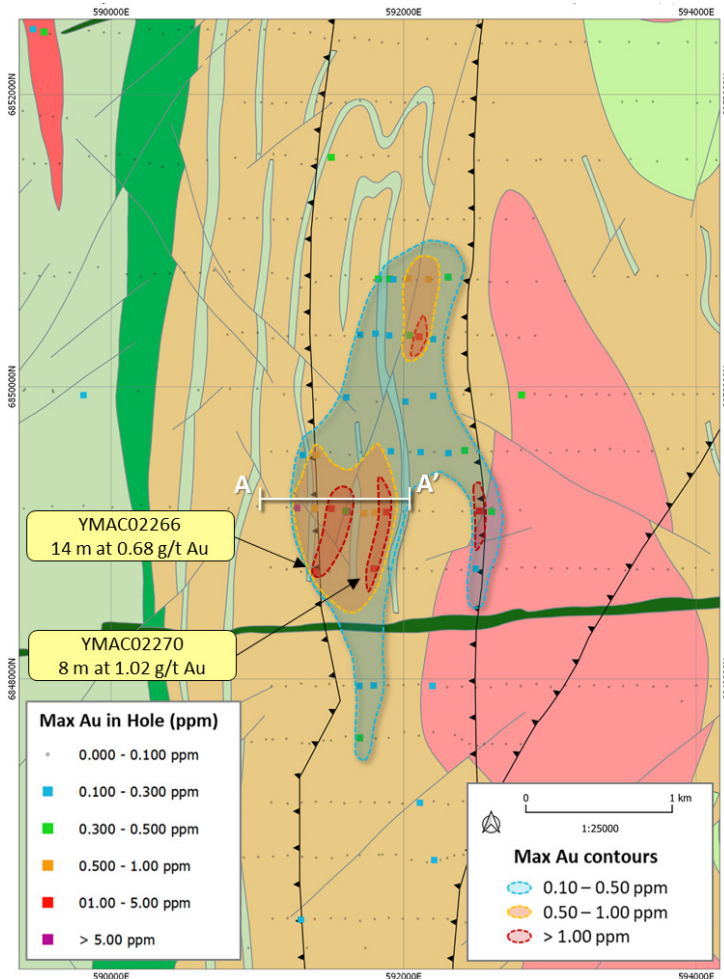 590000E
592000E
594000E
6852000N
6850000N
6848000N
A
A'
YMAC02266
14 m at 0.68 g/t Au
YMAC02270
8 m at 1.02 g/t Au
Max Au in Hole (ppm)
0.000 - 0.100 ppm
0.100 - 0.300 ppm
0.300 - 0.500 ppm
0.500 - 1.00 ppm
01.00 - 5.00 ppm
> 5.00 ppm
0
1 km
1:25000
Max Au contours
0.10 – 0.50 ppm
0.50 – 1.00 ppm
> 1.00 ppm
590000E
592000E
594000E